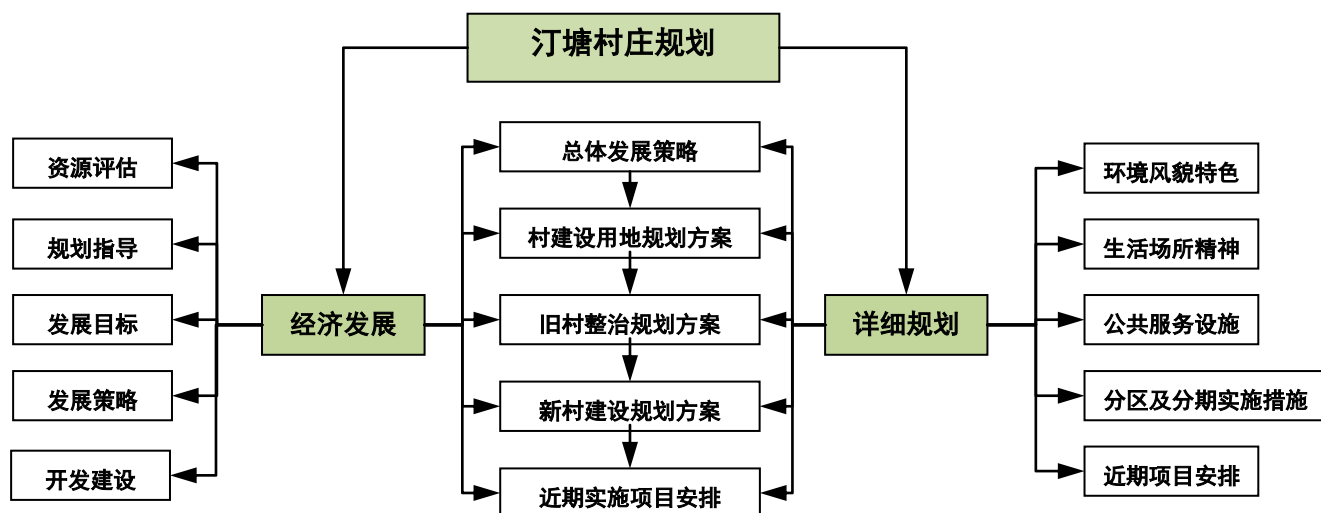 汀塘村庄规划
总体发展策略
资源评估
环境风貌特色
村建设用地规划方案
规划指导
生活场所精神
经济发展
旧村整治规划方案
详细规划
发展目标
公共服务设施
发展策略
新村建设规划方案
分区及分期实施措施
开发建设
近期实施项目安排
近期项目安排